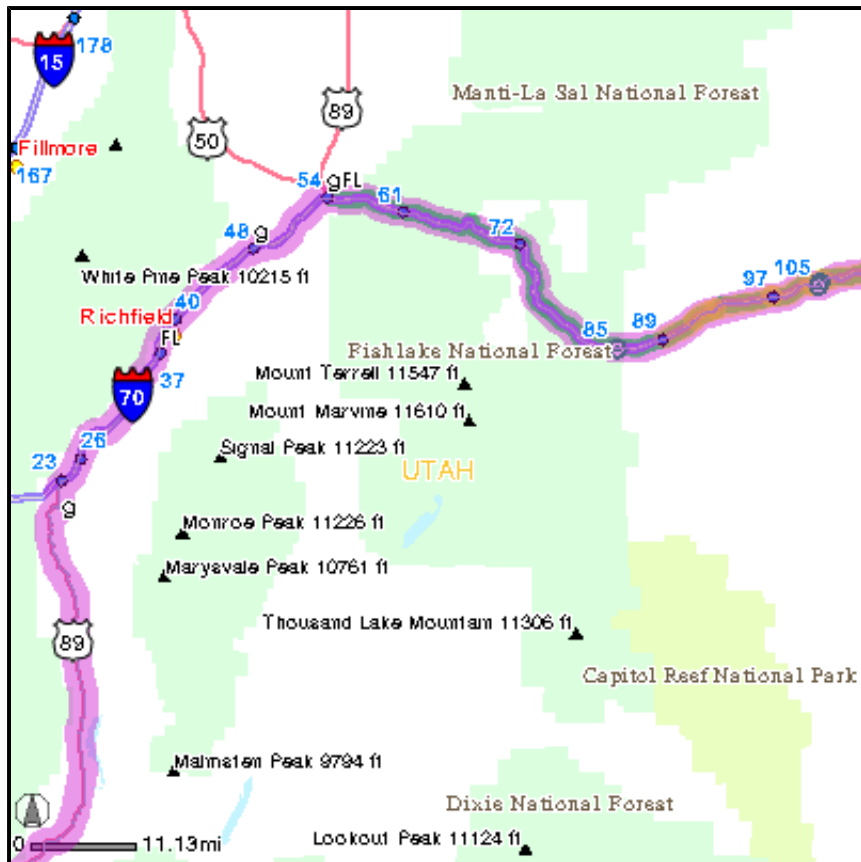 178
15
Manti-La Sal National Forest
89
50
Fillmore
167
54
gFL
61
48
g
72
White Pine Peak 10215 ft
105
97
40
Richfield
85
89
FL
Fishlake National Forest
37
Mount Terrell 11547 ft
70
Mount Marvine 11610 ft
26
Signal Peak 11223 ft
23
UTAH
g
Monroe Peak 11226 ft
Marysvale Peak 10761 ft
Thousand Lake Mountain 11306 ft
89
Capitol Reef National Park
Malmsten Peak 9794 ft
Dixie National Forest
0
11.13mi
Lookout Peak 11124 ft